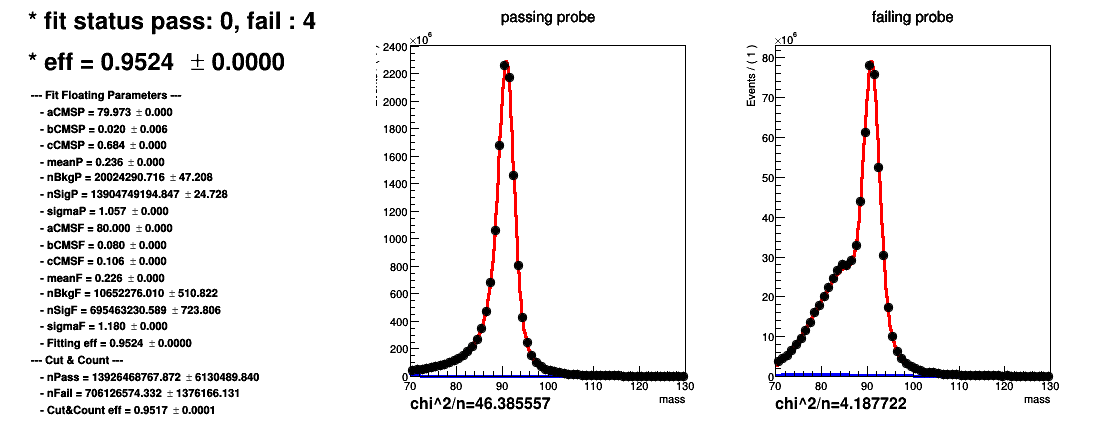 * fit status pass: 0, fail : 4
* eff = 0.9524 ± 0.0000
--- Fit Floating Parameters ---
- aCMSP = 79.973 ± 0.000
- bCMSP = 0.020 ± 0.006
- cCMSP = 0.684 ± 0.000
- meanP = 0.236 ± 0.000
- nBkgP = 20024290.716 ± 47.208
- nSigP = 13904749194.847 ± 24.728
- sigmaP = 1.057 ± 0.000
- aCMSF = 80.000 ± 0.000
- bCMSF = 0.080 ± 0.000
- cCMSF = 0.106 ± 0.000
- meanF = 0.226 ± 0.000
- nBkgF = 10652276.010 ± 510.822
- nSigF = 695463230.589 ± 723.806
- sigmaF = 1.180 ± 0.000
- Fitting eff = 0.9524 ± 0.0000
--- Cut & Count ---
- nPass = 13926468767.872 ± 6130489.840
- nFail = 706126574.332 ± 1376166.131
- Cut&Count eff = 0.9517 ± 0.0001
passing probe
×10⁶
2400
2200
2000
1800
1600
1400
1200
1000
800
600
400
200
0
70 80 90 100 110 120 130
mass
chi^2/n=46.385557
failing probe
×10⁶
Events / ( 1 )
80
70
60
50
40
30
20
10
0
70 80 90 100 110 120 130
mass
chi^2/n=4.187722